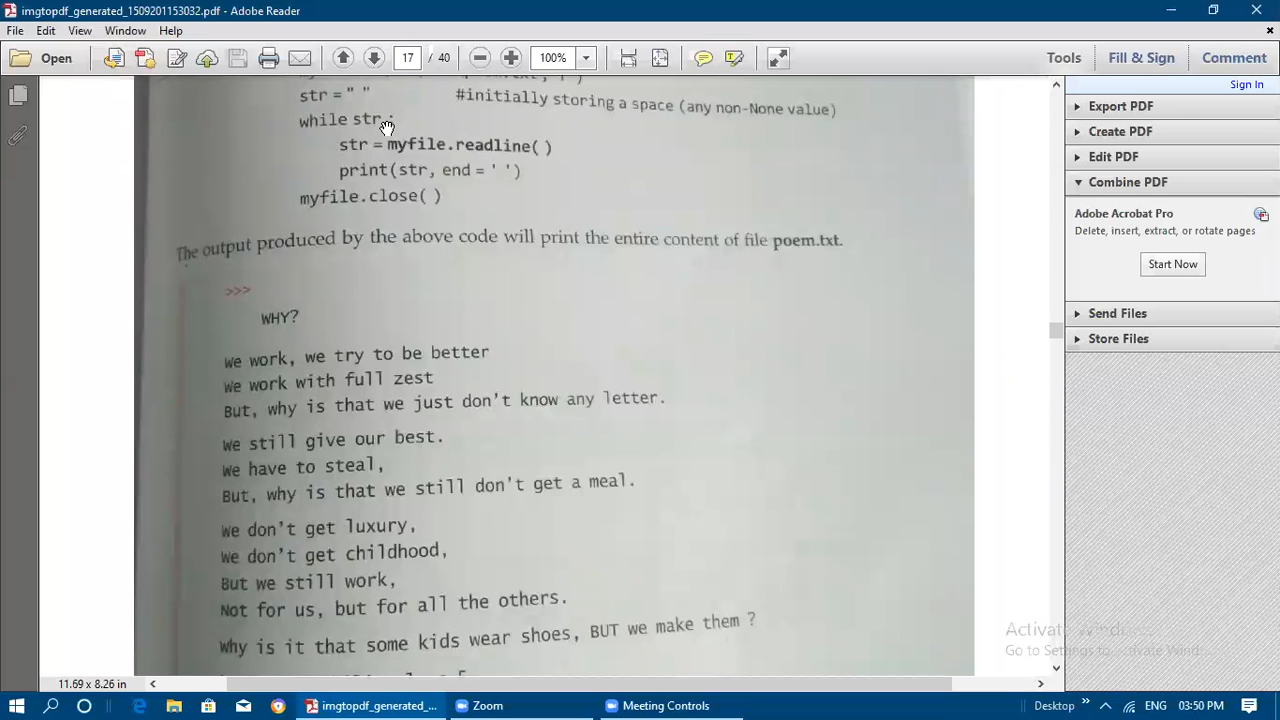 imgtopdf_generated_1509201153032.pdf - Adobe Reader
File Edit View Window Help
Open 17 / 40 100% Tools Fill & Sign Comment
Sign In
Export PDF
Create PDF
Edit PDF
Combine PDF
Adobe Acrobat Pro
Delete, insert, extract, or rotate pages
Start Now
Send Files
Store Files
str = " " #initially storing a space (any non-None value)
while str :
str = myfile.readline( )
print(str, end = ' ')
myfile.close( )
The output produced by the above code will print the entire content of file poem.txt.
>>>
WHY?
We work, we try to be better
We work with full zest
But, why is that we just don't know any letter.
We still give our best.
We have to steal,
But, why is that we still don't get a meal.
We don't get luxury,
We don't get childhood,
But we still work,
Not for us, but for all the others.
Why is it that some kids wear shoes, BUT we make them ?
Activate Windows
Go to Settings to activate Windows.
11.69 x 8.26 in
imgtopdf_generated_... Zoom Meeting Controls Desktop ENG 03:50 PM